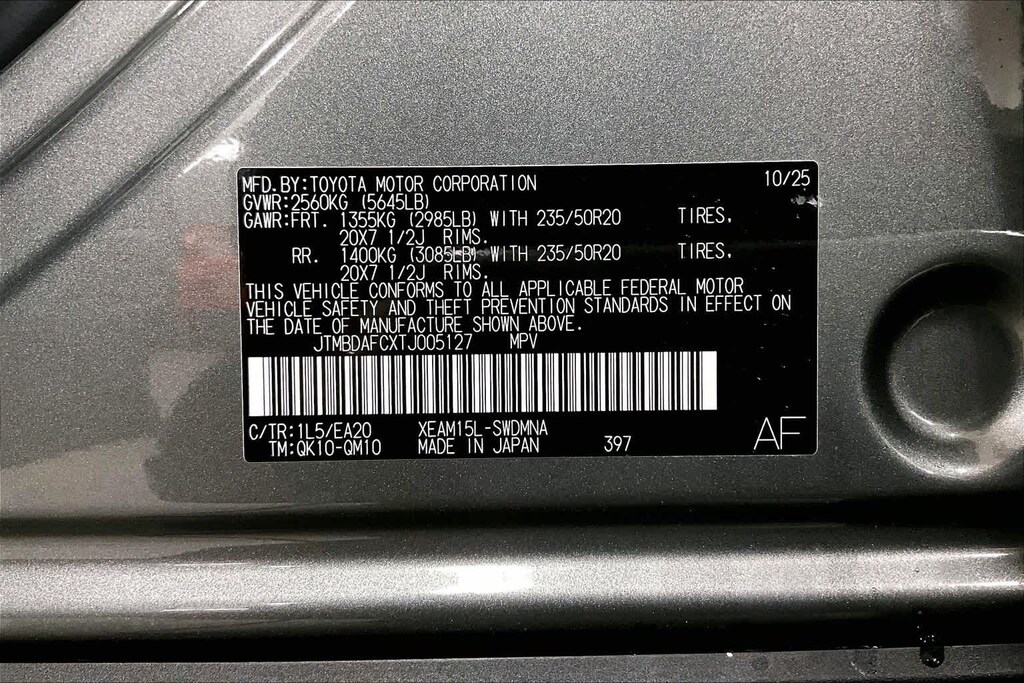 MFD.BY:TOYOTA MOTOR CORPORATION 10/25
GVWR:2560KG (5645LB)
GAWR:FRT. 1355KG (2985LB) WITH 235/50R20 TIRES,
20X7 1/2J RIMS.
RR. 1400KG (3085LB) WITH 235/50R20 TIRES,
20X7 1/2J RIMS.
THIS VEHICLE CONFORMS TO ALL APPLICABLE FEDERAL MOTOR
VEHICLE SAFETY AND THEFT PREVENTION STANDARDS IN EFFECT ON
THE DATE OF MANUFACTURE SHOWN ABOVE.
JTMBDAFCXTJ005127 MPV
C/TR:1L5/EA20 XEAM15L-SWDMNA
TM:QK10-QM10 MADE IN JAPAN 397 AF